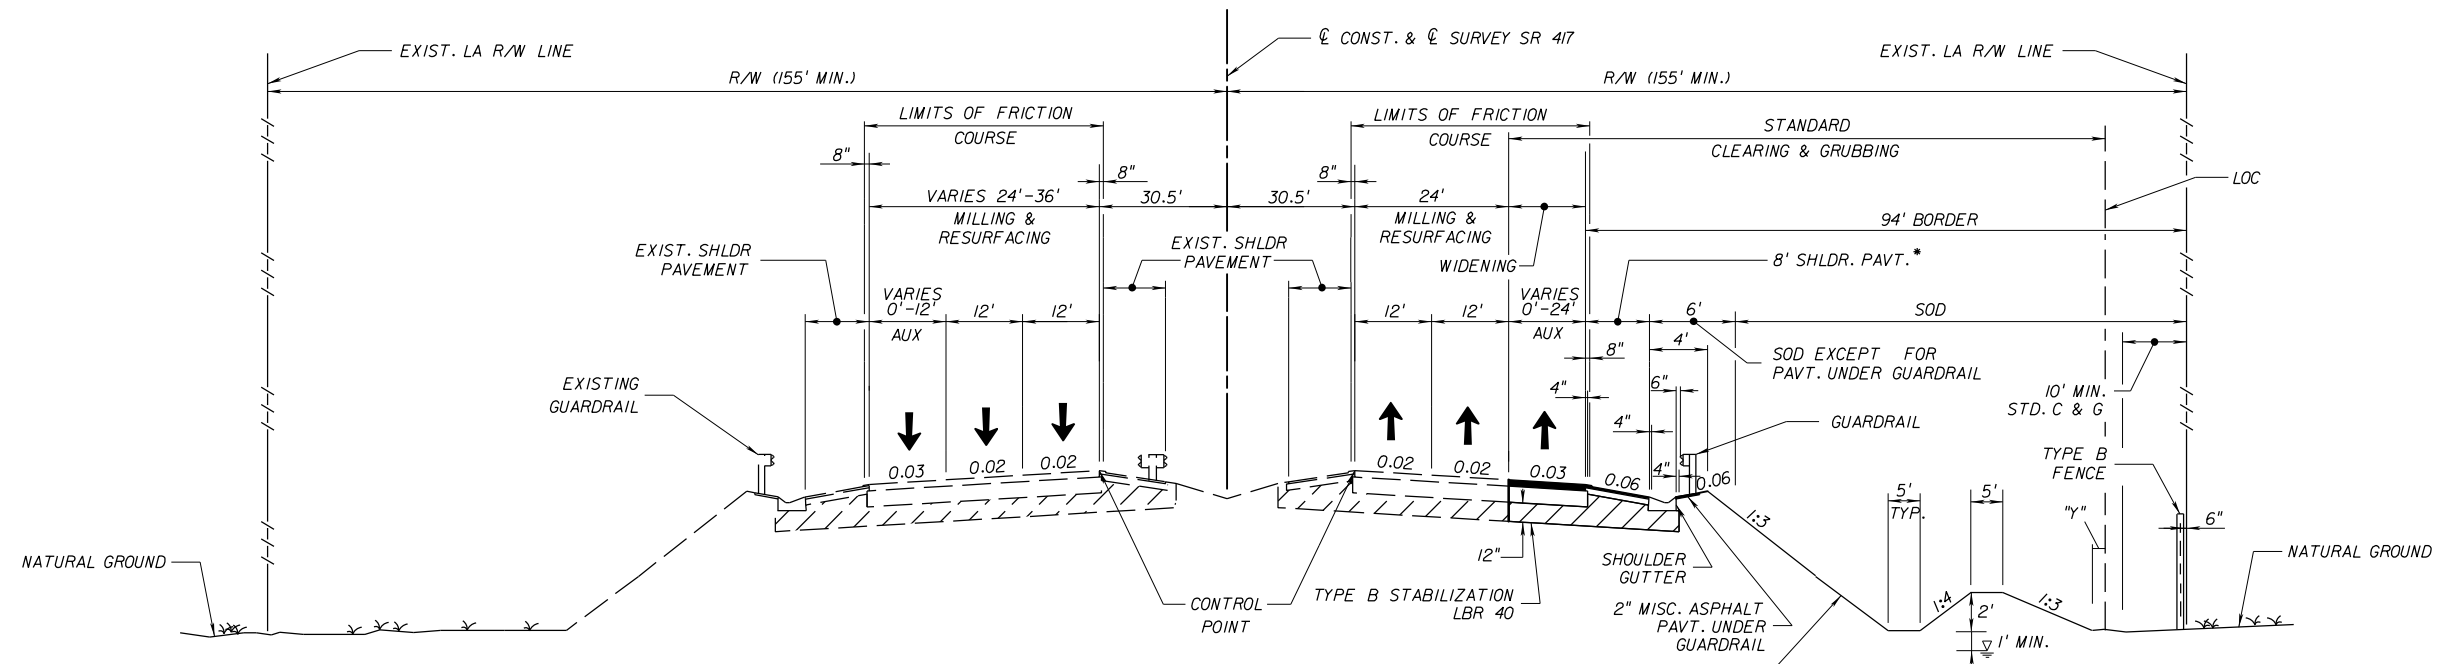 ℄ CONST. & ℄ SURVEY SR 417
EXIST. LA R/W LINE
EXIST. LA R/W LINE
R/W (155' MIN.)
R/W (155' MIN.)
LIMITS OF FRICTION
COURSE
LIMITS OF FRICTION
COURSE
STANDARD
CLEARING & GRUBBING
8"
8"
8"
LOC
VARIES 24'-36'
30.5'
30.5'
24'
MILLING &
RESURFACING
MILLING &
RESURFACING
94' BORDER
EXIST. SHLDR
PAVEMENT
EXIST. SHLDR
PAVEMENT
WIDENING
8' SHLDR. PAVT.*
VARIES
0'-12'
AUX
12'
12'
12'
12'
VARIES
0'-24'
AUX
6'
SOD
4'
8"
SOD EXCEPT FOR
PAVT. UNDER GUARDRAIL
EXISTING
GUARDRAIL
4"
6"
10' MIN.
STD. C & G
4"
GUARDRAIL
TYPE B
FENCE
0.03
0.02
0.02
0.02
0.02
0.03
0.06
4"
0.06
5'
TYP.
5'
"Y"
6"
1:3
NATURAL GROUND
12"
SHOULDER
GUTTER
NATURAL GROUND
CONTROL
POINT
TYPE B STABILIZATION
LBR 40
2" MISC. ASPHALT
PAVT. UNDER
GUARDRAIL
1:4
2'
1:3
1' MIN.